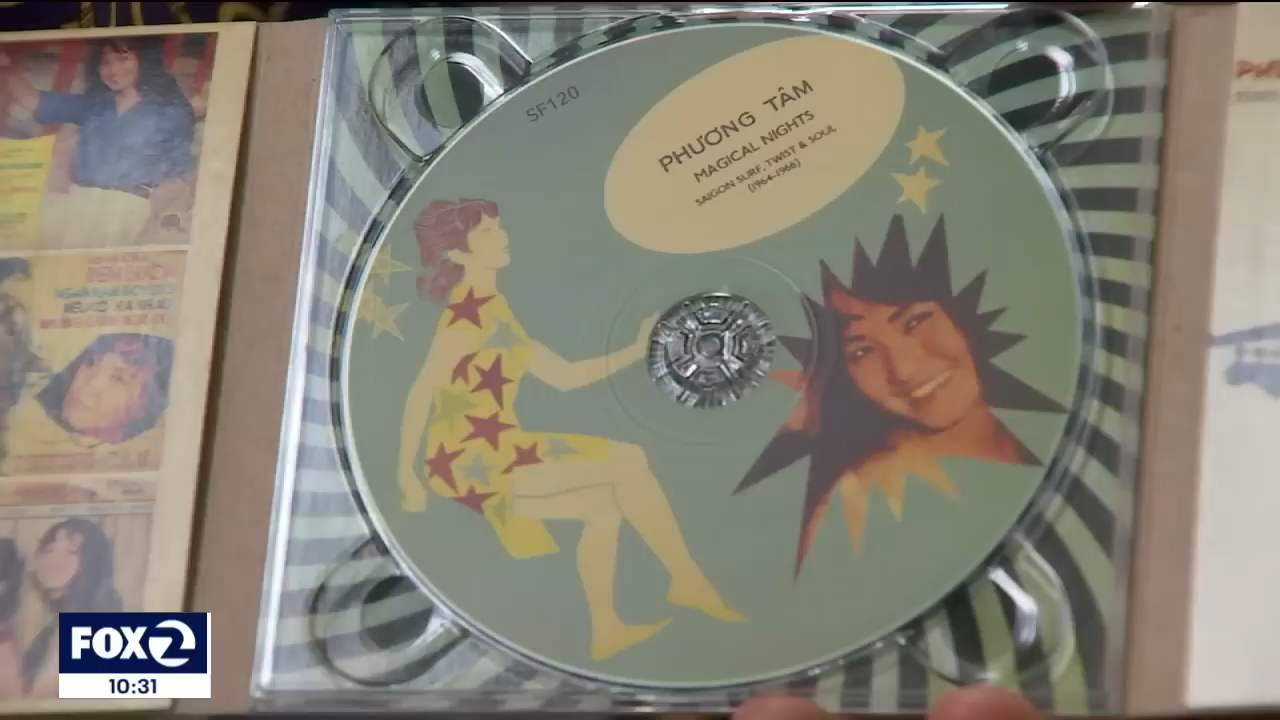 SF120
PHƯƠNG TÂM
MAGICAL NIGHTS
SAIGON SURF, TWIST & SOUL
(1964-1966)
FOX 2
10:31